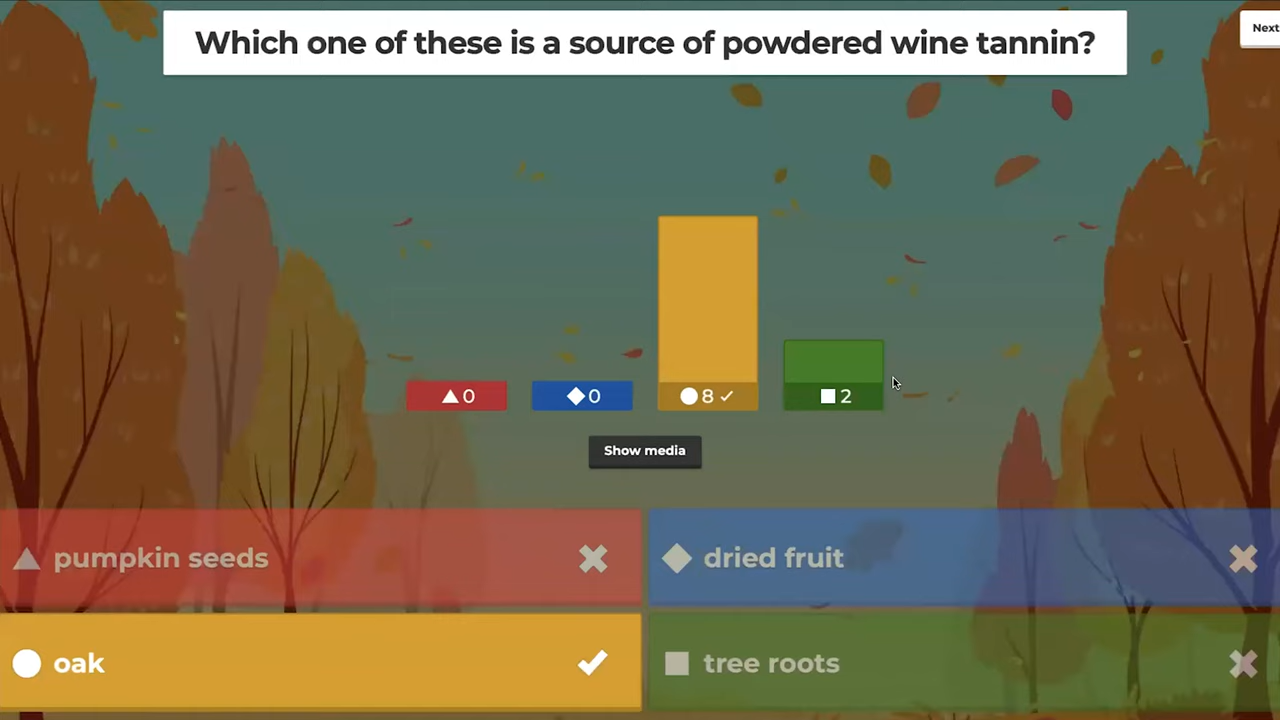 Which one of these is a source of powdered wine tannin?
Next
0
0
8
2
Show media
pumpkin seeds
dried fruit
oak
tree roots